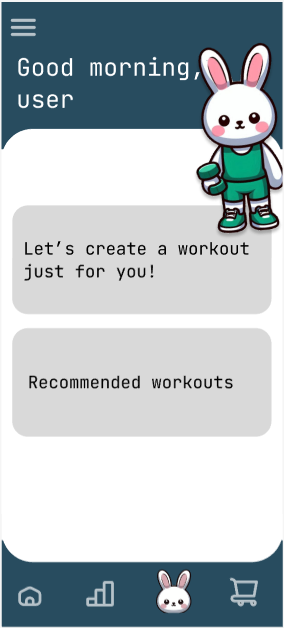 Good morning,
user
Let’s create a workout
just for you!
Recommended workouts